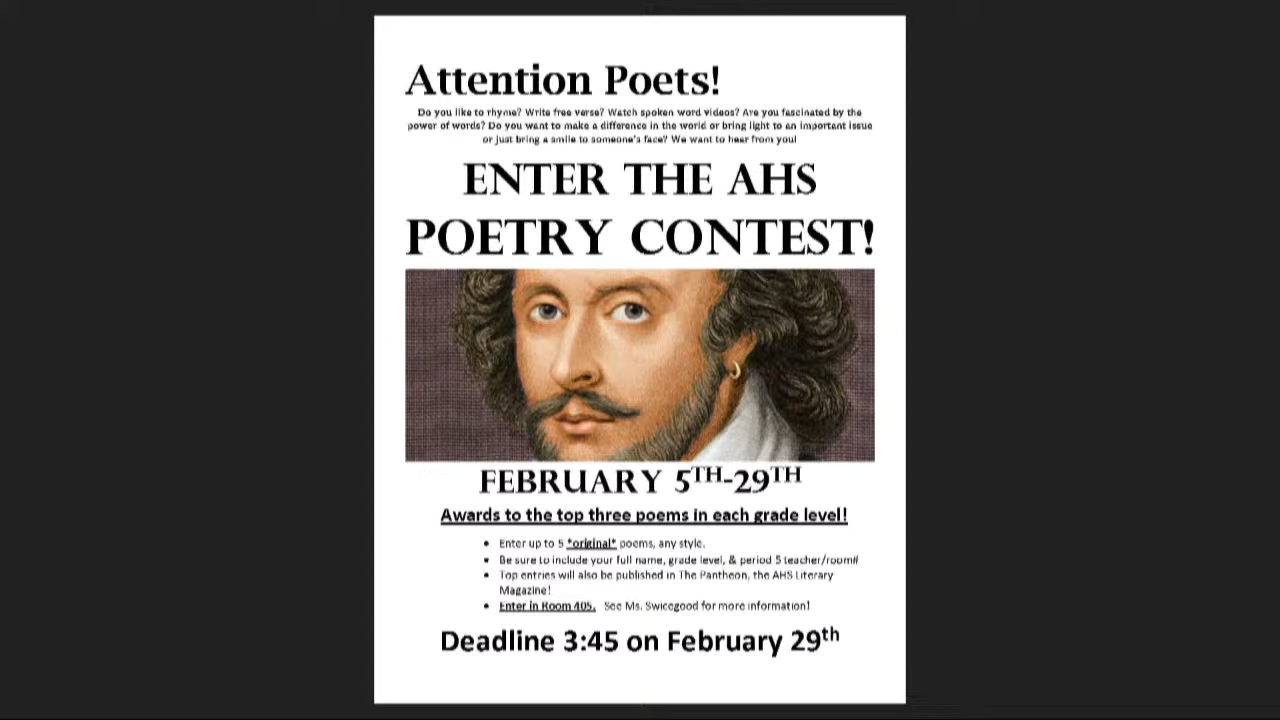 Attention Poets!
Do you like to rhyme? Write free verse? Watch spoken word videos? Are you fascinated by the
power of words? Do you want to make a difference in the world or bring light to an important issue
or just bring a smile to someone's face? We want to hear from you!
ENTER THE AHS
POETRY CONTEST!
FEBRUARY 5TH-29TH
Awards to the top three poems in each grade level!
• Enter up to 5 *original* poems, any style.
• Be sure to include your full name, grade level, & period 5 teacher/room#
• Top entries will also be published in The Pantheon, the AHS Literary
Magazine!
• Enter in Room 405. See Ms. Swicegood for more information!
Deadline 3:45 on February 29th